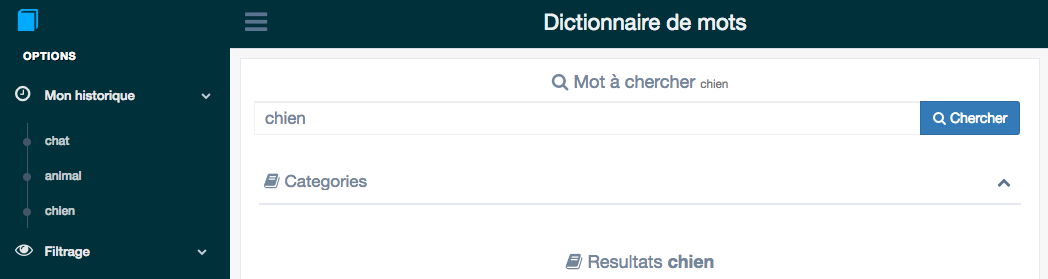 Dictionnaire de mots
OPTIONS
Mon historique
chat
animal
chien
Filtrage
Mot à chercher chien
chien
Chercher
Categories
Resultats chien